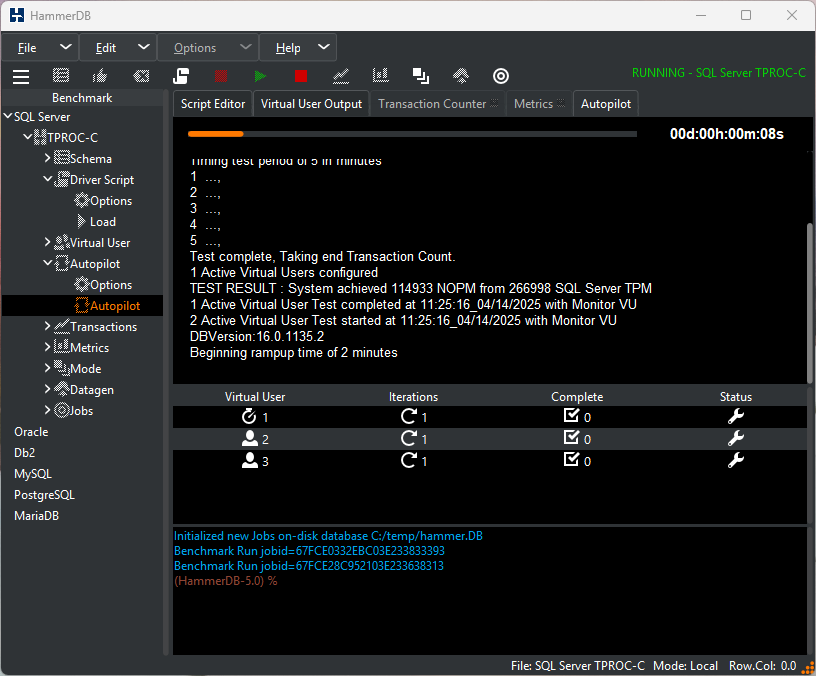 HammerDB
File Edit Options Help
RUNNING - SQL Server TPROC-C
Benchmark
SQL Server
TPROC-C
Schema
Driver Script
Options
Load
Virtual User
Autopilot
Options
Autopilot
Transactions
Metrics
Mode
Datagen
Jobs
Oracle
Db2
MySQL
PostgreSQL
MariaDB
Script Editor Virtual User Output Transaction Counter Metrics Autopilot
00d:00h:00m:08s
Timing test period of 5 in minutes
1 ...,
2 ...,
3 ...,
4 ...,
5 ...,
Test complete, Taking end Transaction Count.
1 Active Virtual Users configured
TEST RESULT : System achieved 114933 NOPM from 266998 SQL Server TPM
1 Active Virtual User Test completed at 11:25:16_04/14/2025 with Monitor VU
2 Active Virtual User Test started at 11:25:16_04/14/2025 with Monitor VU
DBVersion:16.0.1135.2
Beginning rampup time of 2 minutes
Virtual User Iterations Complete Status
1 1 0
2 1 0
3 1 0
Initialized new Jobs on-disk database C:/temp/hammer.DB
Benchmark Run jobid=67FCE0332EBC03E233833393
Benchmark Run jobid=67FCE28C952103E233638313
(HammerDB-5.0) %
File: SQL Server TPROC-C Mode: Local Row.Col: 0.0